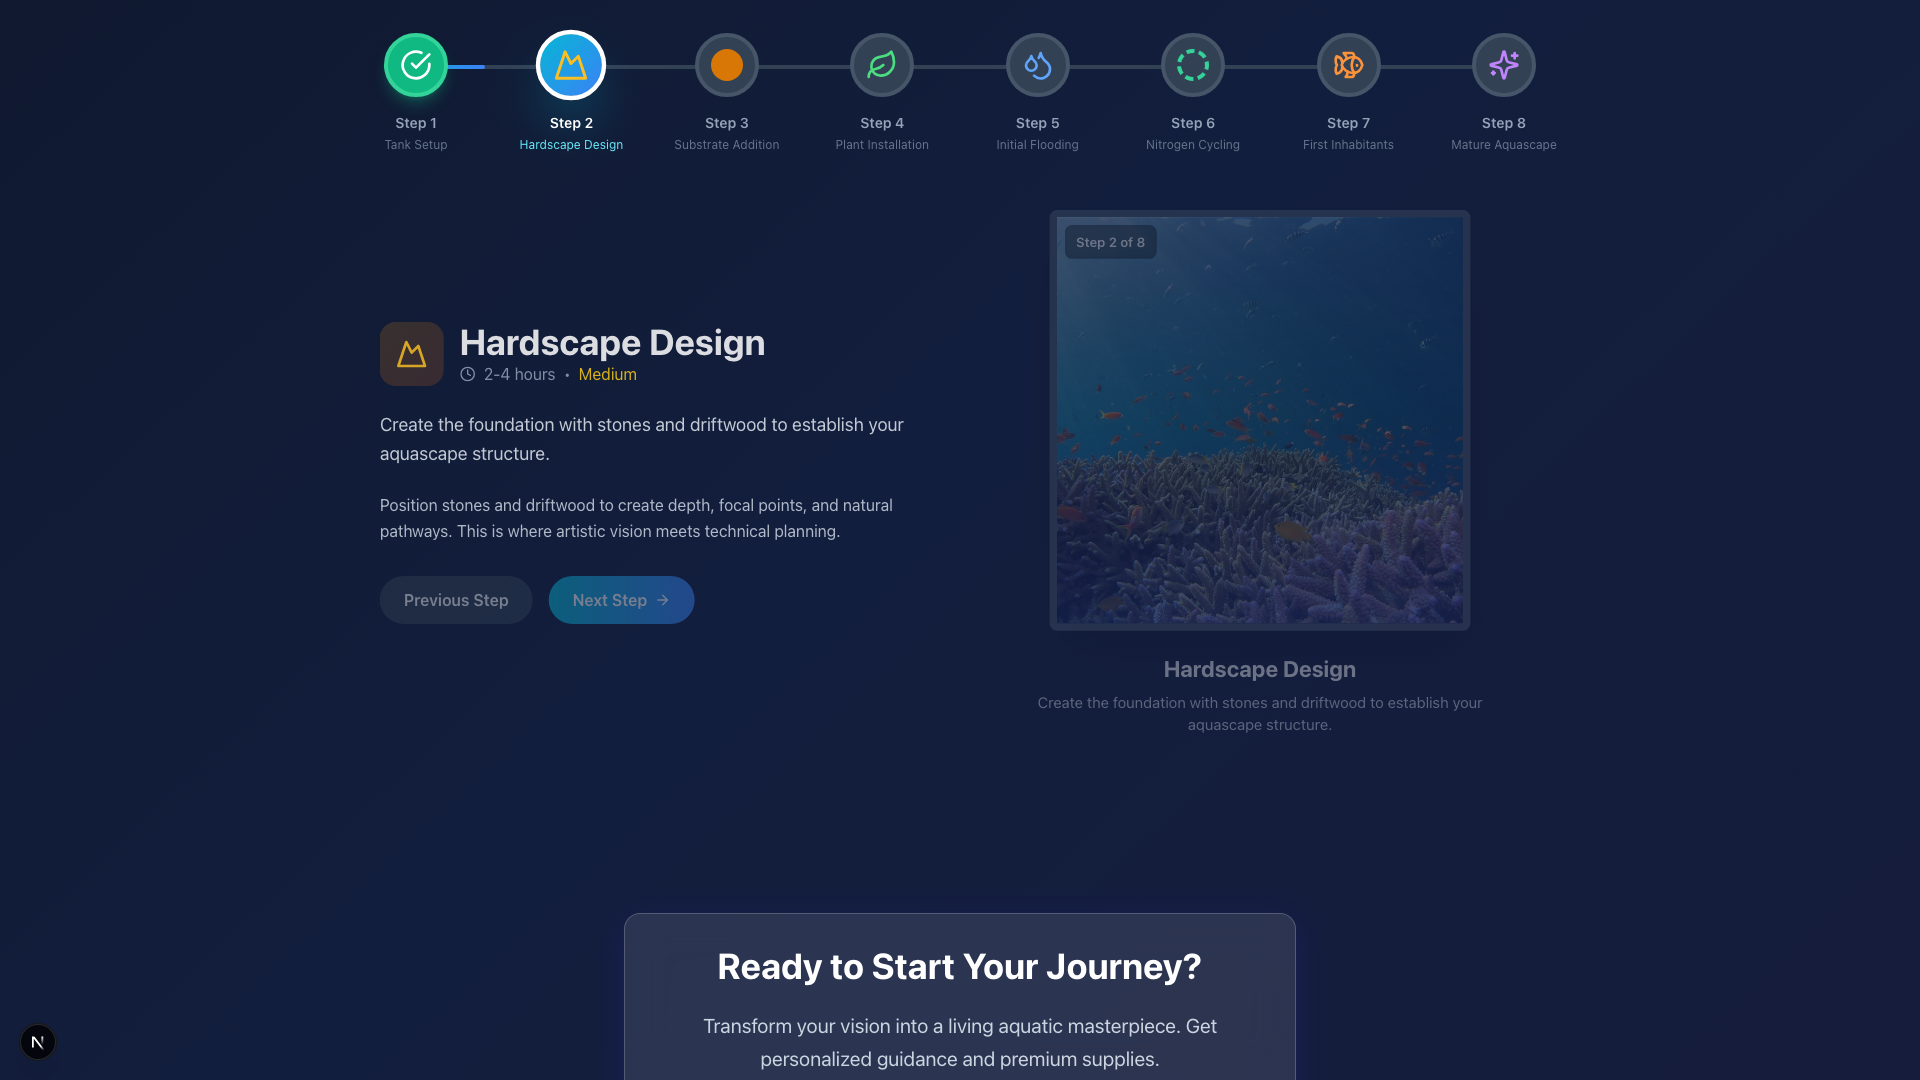 Step 1
Tank Setup
Step 2
Hardscape Design
Step 3
Substrate Addition
Step 4
Plant Installation
Step 5
Initial Flooding
Step 6
Nitrogen Cycling
Step 7
First Inhabitants
Step 8
Mature Aquascape
Hardscape Design
2-4 hours • Medium
Create the foundation with stones and driftwood to establish your
aquascape structure.
Position stones and driftwood to create depth, focal points, and natural
pathways. This is where artistic vision meets technical planning.
Previous Step
Next Step →
Step 2 of 8
Hardscape Design
Create the foundation with stones and driftwood to establish your
aquascape structure.
Ready to Start Your Journey?
Transform your vision into a living aquatic masterpiece. Get
personalized guidance and premium supplies.
N